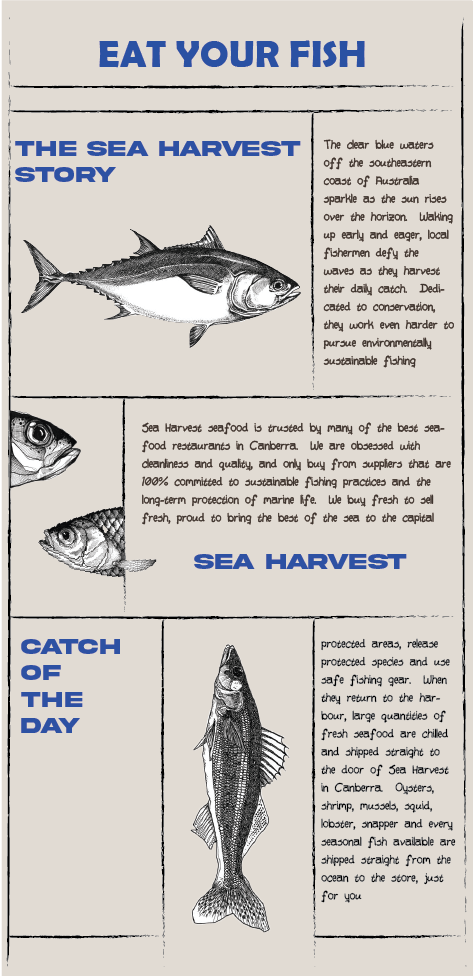 EAT YOUR FISH
THE SEA HARVEST
STORY
The clear blue waters
off the southeastern
coast of Australia
sparkle as the sun rises
over the horizon. Waking
up early and eager, local
fishermen defy the
waves as they harvest
their daily catch. Dedi-
cated to conservation,
they work even harder to
pursue environmentally
sustainable fishing
Sea Harvest seafood is trusted by many of the best sea-
food restaurants in Canberra. We are obsessed with
cleanliness and quality, and only buy from suppliers that are
100% committed to sustainable fishing practices and the
long-term protection of marine life. We buy fresh to sell
fresh, proud to bring the best of the sea to the capital
SEA HARVEST
CATCH
OF
THE
DAY
protected areas, release
protected species and use
safe fishing gear. When
they return to the har-
bour, large quantities of
fresh seafood are chilled
and shipped straight to
the door of Sea Harvest
in Canberra. Oysters,
shrimp, mussels, squid,
lobster, snapper and every
seasonal fish available are
shipped straight from the
ocean to the store, just
for you